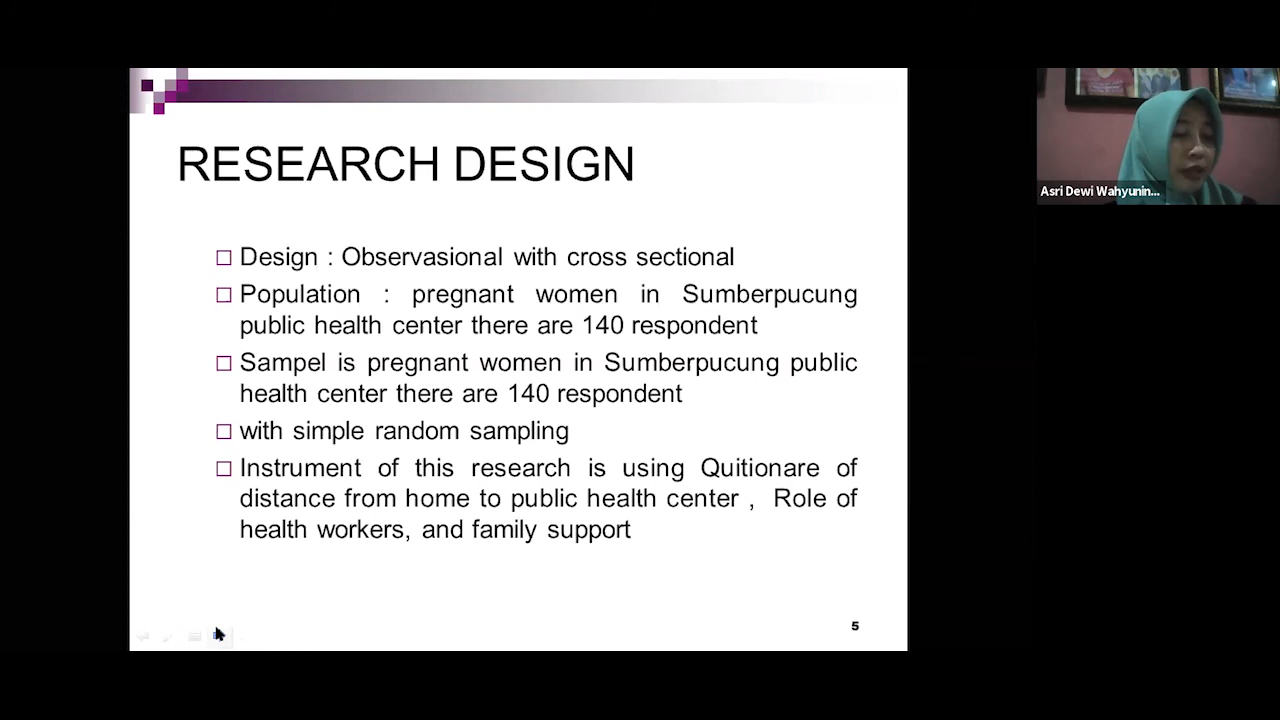 RESEARCH DESIGN
Design : Observasional with cross sectional
Population : pregnant women in Sumberpucung
public health center there are 140 respondent
Sampel is pregnant women in Sumberpucung public
health center there are 140 respondent
with simple random sampling
Instrument of this research is using Quitionare of
distance from home to public health center , Role of
health workers, and family support
5
Asri Dewi Wahyunin...